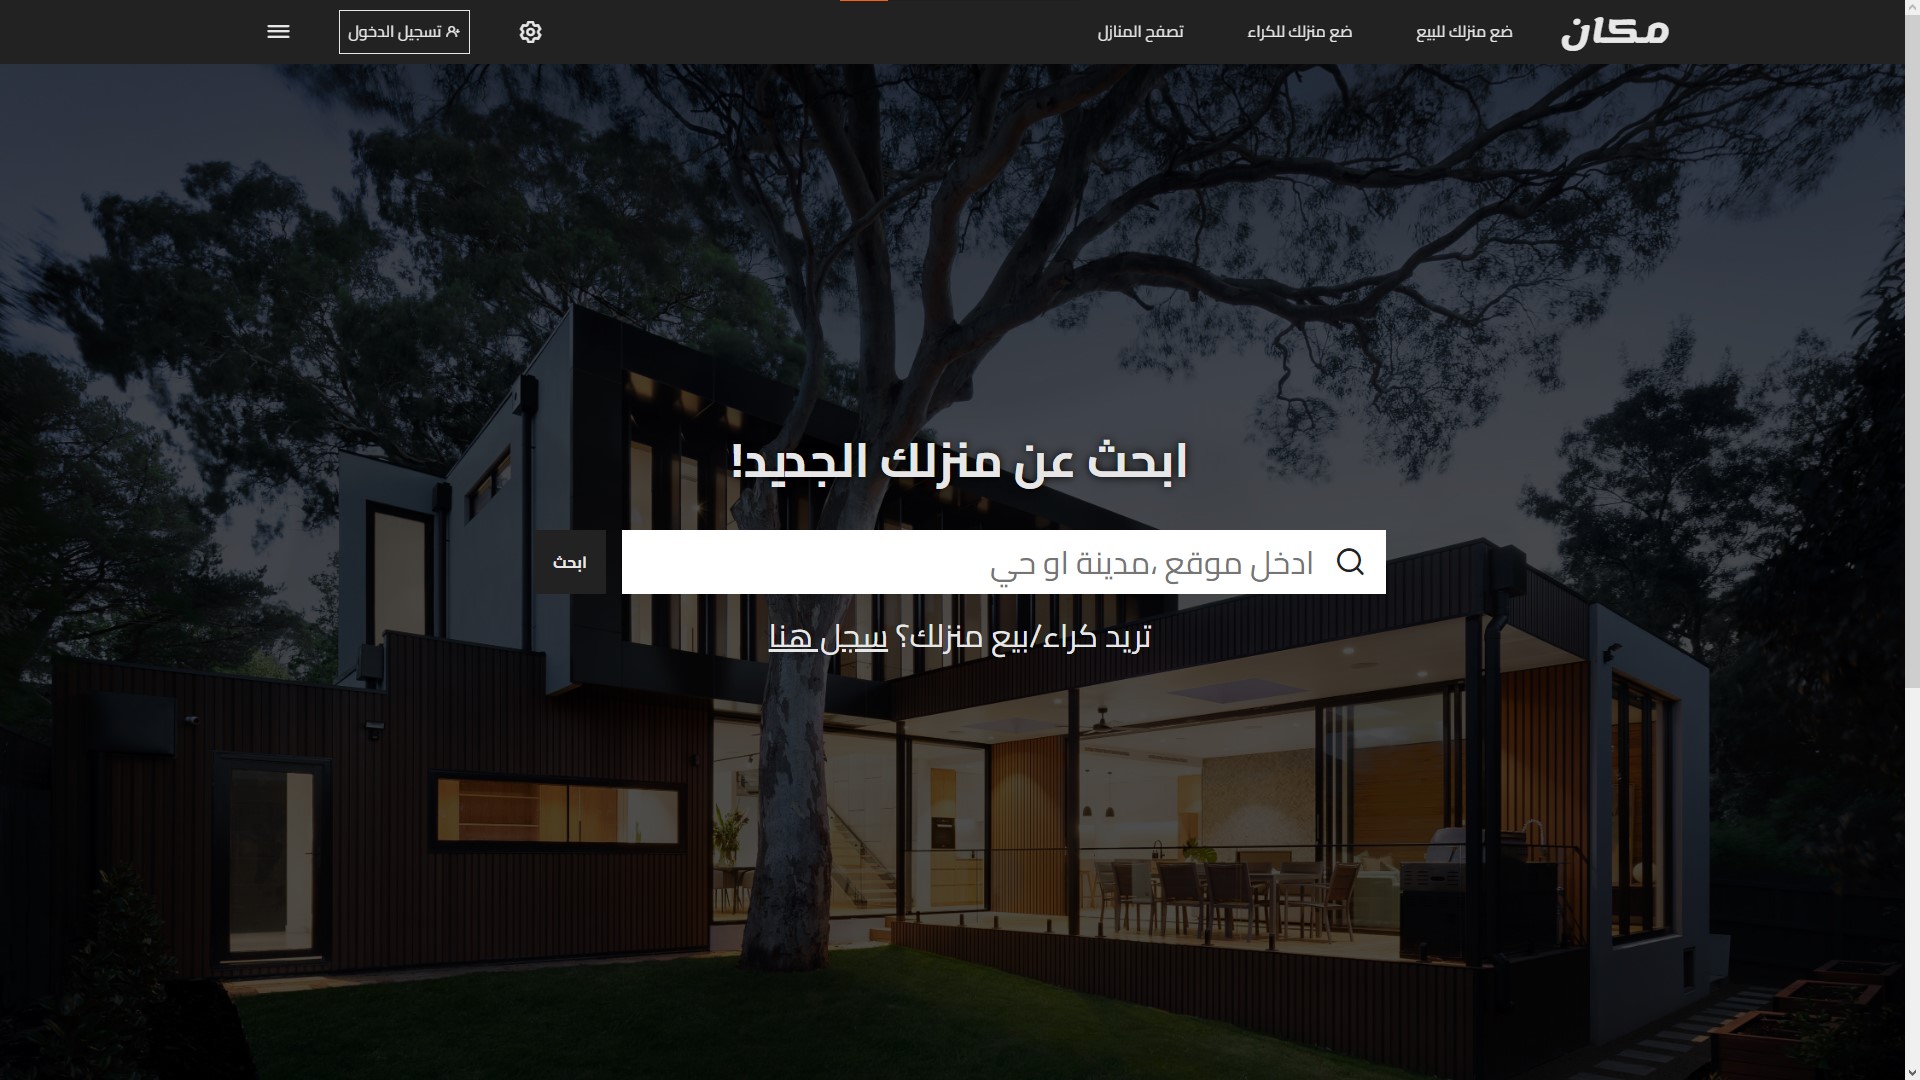 مكان
ضع منزلك للبيع
ضع منزلك للكراء
تصفح المنازل
تسجيل الدخول
ابحث عن منزلك الجديد!
ادخل موقع ،مدينة او حي
ابحث
تريد كراء/بيع منزلك؟ سجل هنا